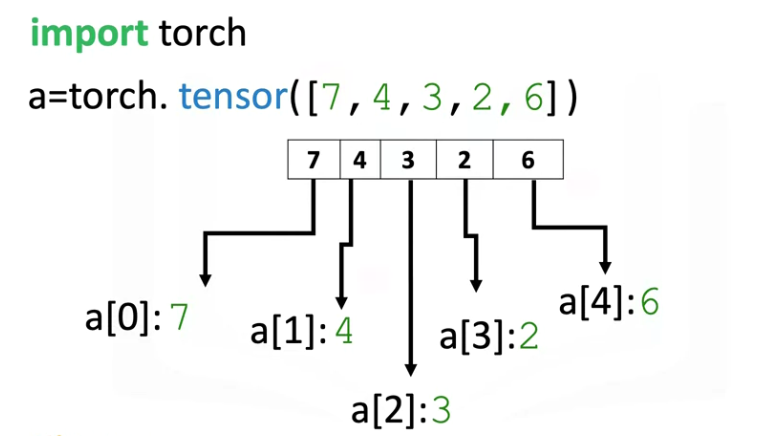 import torch
a=torch. tensor([7,4,3,2,6])
7 4 3 2 6
a[0]: 7
a[1]: 4
a[2]:3
a[3]:2
a[4]:6